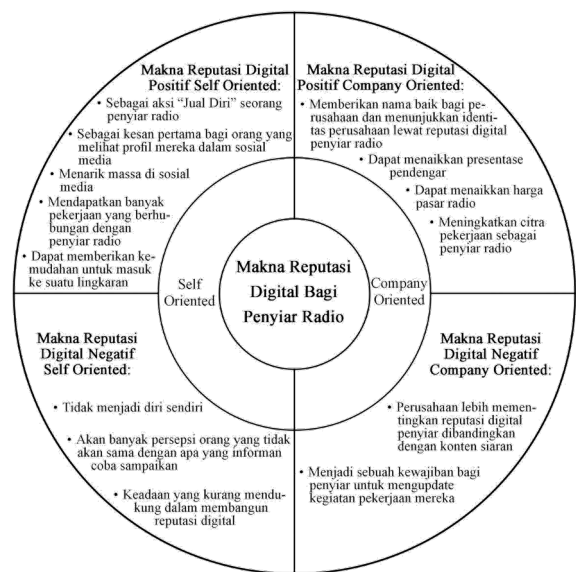 Makna Reputasi Digital
Positif Self Oriented:
• Sebagai aksi “Jual Diri” seorang
penyiar radio
• Sebagai kesan pertama bagi orang yang
melihat profil mereka dalam sosial
media
• Menarik massa di sosial
media
• Mendapatkan banyak
pekerjaan yang berhu-
bungan dengan
penyiar radio
• Dapat memberikan ke-
mudahan untuk masuk
ke suatu lingkaran
Makna Reputasi Digital
Positif Company Oriented:
• Memberikan nama baik bagi pe-
rusahaan dan menunjukkan identi-
tas perusahaan lewat reputasi digital
penyiar radio
• Dapat menaikkan presentase
pendengar
• Dapat menaikkan harga
pasar radio
• Meningkatkan citra
pekerjaan sebagai
penyiar radio
Self
Oriented
Makna Reputasi
Digital Bagi
Penyiar Radio
Company
Oriented
Makna Reputasi
Digital Negatif
Self Oriented:
• Tidak menjadi diri sendiri
• Akan banyak persepsi orang yang tidak
akan sama dengan apa yang informan
coba sampaikan
• Keadaan yang kurang mendu-
kung dalam membangun
reputasi digital
Makna Reputasi
Digital Negatif
Company Oriented:
• Perusahaan lebih memen-
tingkan reputasi digital
penyiar dibandingkan
dengan konten siaran
• Menjadi sebuah kewajiban bagi
penyiar untuk mengupdate
kegiatan pekerjaan mereka